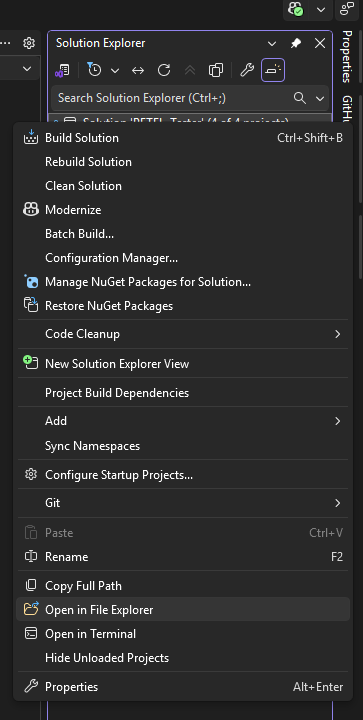 Solution Explorer
Search Solution Explorer (Ctrl+;)
Properties
Build Solution Ctrl+Shift+B
Rebuild Solution
Clean Solution
Modernize
Batch Build...
Configuration Manager...
Manage NuGet Packages for Solution...
Restore NuGet Packages
Code Cleanup
New Solution Explorer View
Project Build Dependencies
Add
Sync Namespaces
Configure Startup Projects...
Git
Paste Ctrl+V
Rename F2
Copy Full Path
Open in File Explorer
Open in Terminal
Hide Unloaded Projects
Properties Alt+Enter